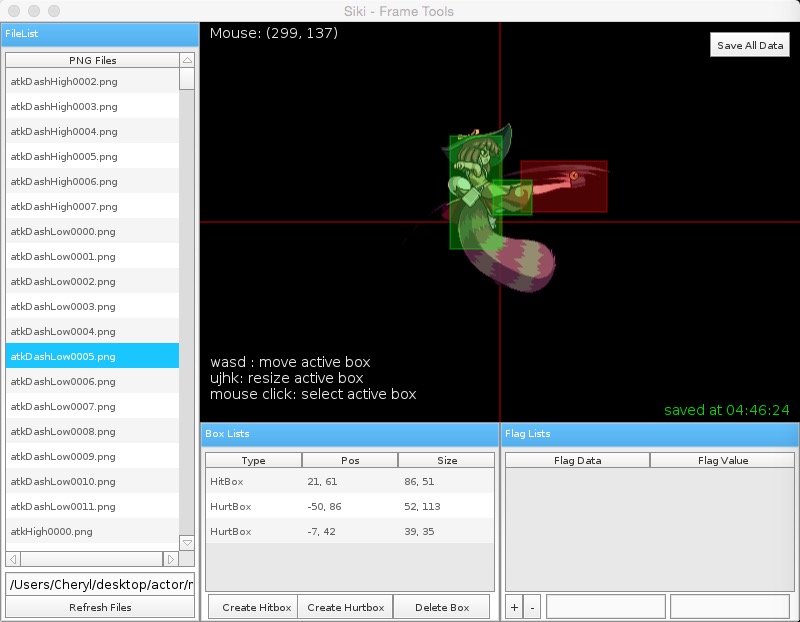 Siki - Frame Tools
FileList
PNG Files
atkDashHigh0002.png
atkDashHigh0003.png
atkDashHigh0004.png
atkDashHigh0005.png
atkDashHigh0006.png
atkDashHigh0007.png
atkDashLow0000.png
atkDashLow0001.png
atkDashLow0002.png
atkDashLow0003.png
atkDashLow0004.png
atkDashLow0005.png
atkDashLow0006.png
atkDashLow0007.png
atkDashLow0008.png
atkDashLow0009.png
atkDashLow0010.png
atkDashLow0011.png
atkHigh0000.png
/Users/Cheryl/desktop/actor/
Refresh Files
Mouse: (299, 137)
Save All Data
wasd : move active box
ujhk: resize active box
mouse click: select active box
saved at 04:46:24
Box Lists
Type Pos Size
HitBox 21, 61 86, 51
HurtBox -50, 86 52, 113
HurtBox -7, 42 39, 35
Create Hitbox Create Hurtbox Delete Box
Flag Lists
Flag Data Flag Value
+ -